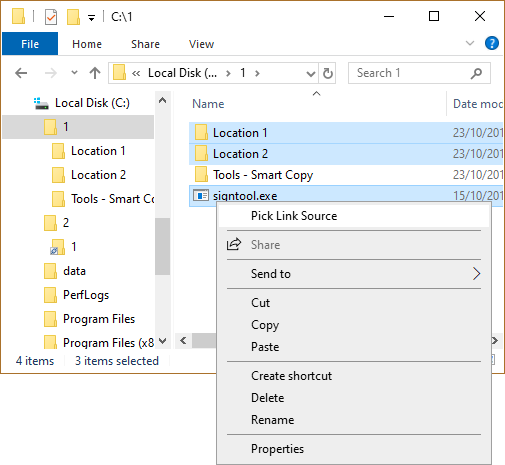 C:\1
File Home Share View
Local Disk (... 1 Search 1
Local Disk (C:)
1
Location 1
Location 2
Tools - Smart Co
2
1
data
PerfLogs
Program Files
Program Files (x8
Name Date mod
Location 1 23/10/201
Location 2 23/10/201
Tools - Smart Copy 23/10/201
signtool.exe 15/10/201
Pick Link Source
Share
Send to
Cut
Copy
Paste
Create shortcut
Delete
Rename
Properties
4 items 3 items selected